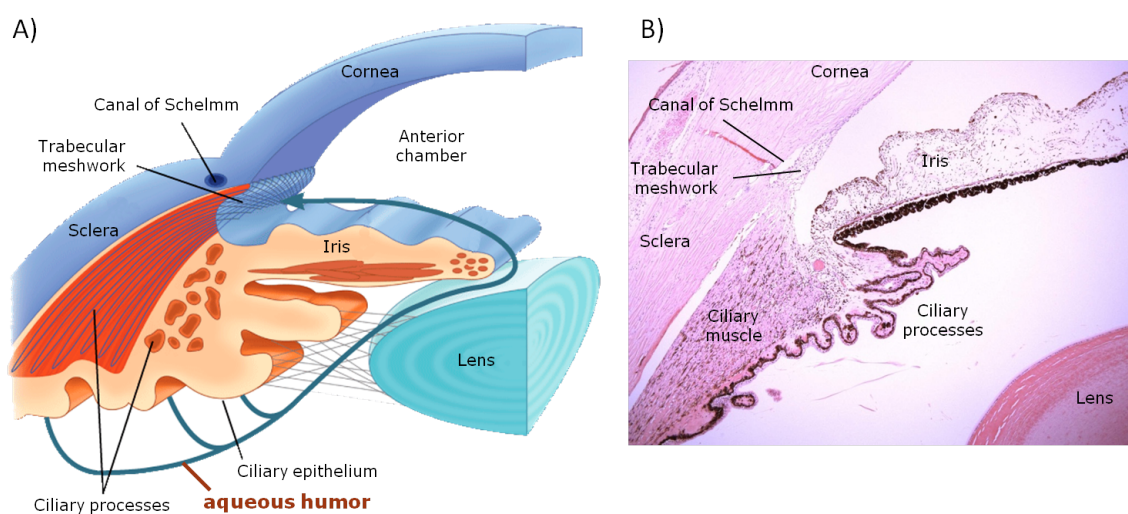 A)
Cornea
Canal of Schelmm
Trabecular
meshwork
Anterior
chamber
Sclera
Iris
Lens
Ciliary epithelium
Ciliary processes
aqueous humor
B)
Cornea
Canal of Schelmm
Trabecular
meshwork
Iris
Sclera
Ciliary
muscle
Ciliary
processes
Lens